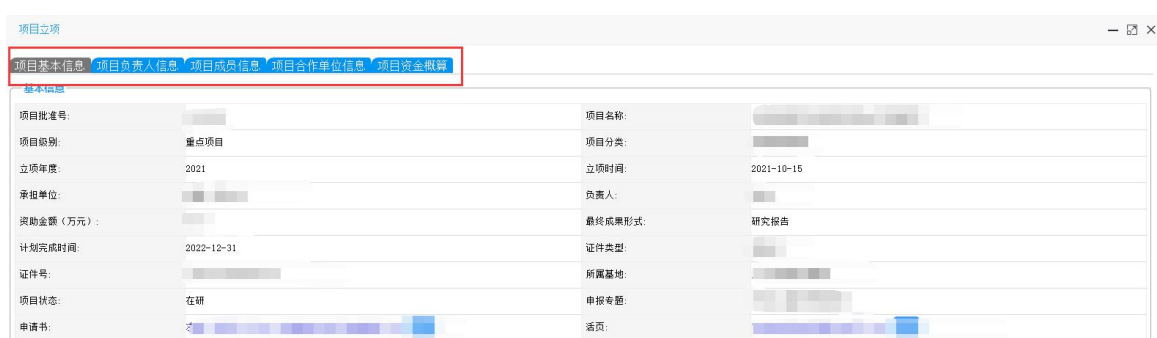 项目立项
项目基本信息 项目负责人信息 项目成员信息 项目合作单位信息 项目资金概算
基本信息
项目批准号: 项目名称:
项目级别: 重点项目 项目分类:
立项年度: 2021 立项时间: 2021-10-15
承担单位: 负责人:
资助金额（万元）: 最终成果形式: 研究报告
计划完成时间: 2022-12-31 证件类型:
证件号: 所属基地:
项目状态: 在研 申报专题:
申请书: 活页: